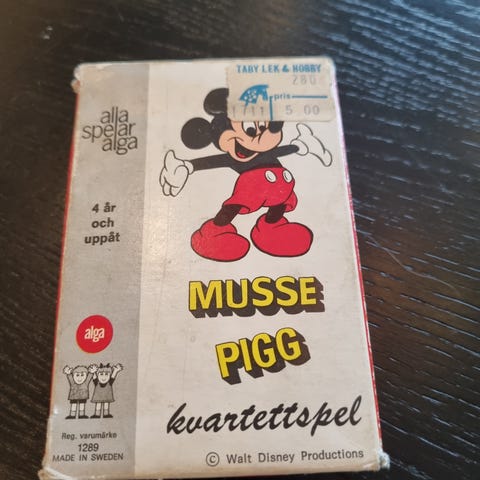 TABY LEK & HOBBY
280
pris
1711 5.00
alla
spelar
alga
4 år
och
uppåt
MUSSE
PIGG
alga
kvartettspel
Reg. varumärke
1289
MADE IN SWEDEN
© Walt Disney Productions